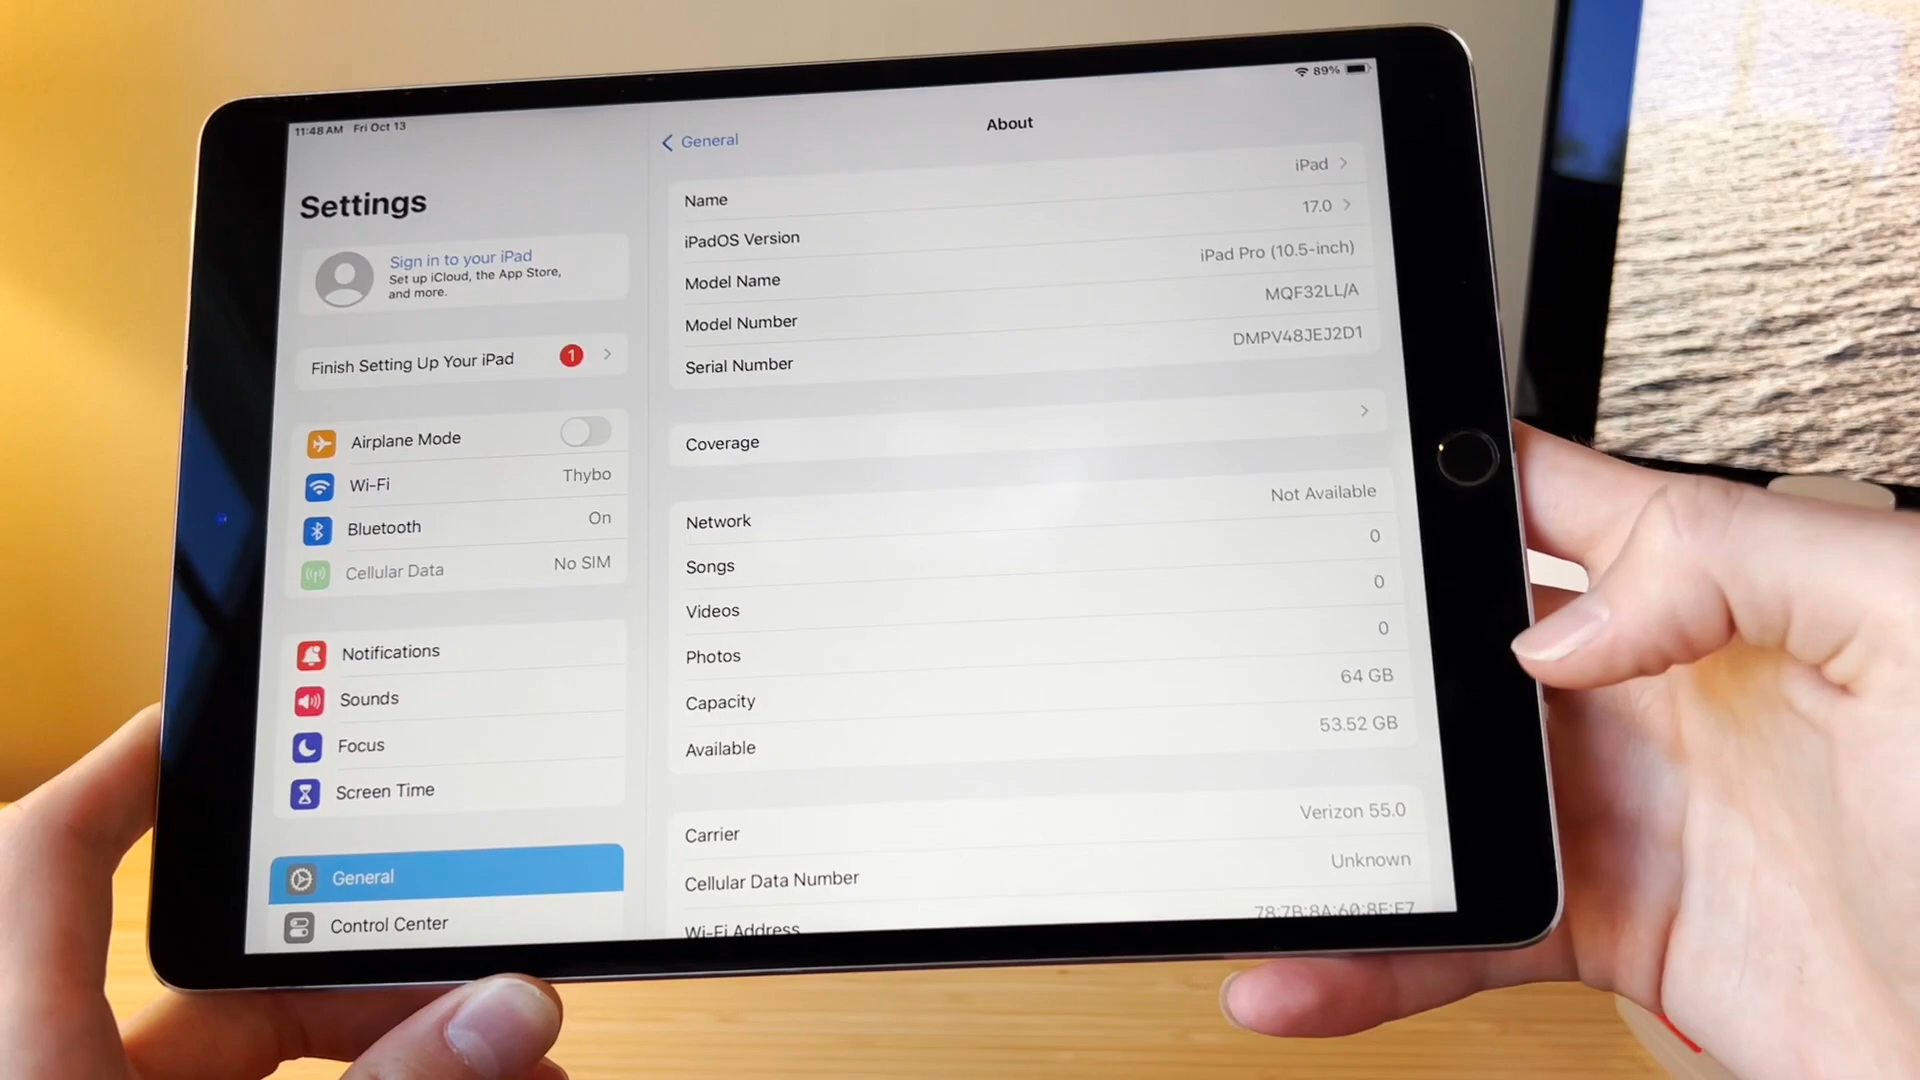 11:48 AM Fri Oct 13
89%
Settings
Sign in to your iPad
Set up iCloud, the App Store,
and more.
Finish Setting Up Your iPad 1
Airplane Mode
Wi-Fi Thybo
Bluetooth On
Cellular Data No SIM
Notifications
Sounds
Focus
Screen Time
General
Control Center
General
About
Name iPad
iPadOS Version 17.0
Model Name iPad Pro (10.5-inch)
Model Number MQF32LL/A
Serial Number DMPV48JEJ2D1
Coverage
Network Not Available
Songs 0
Videos 0
Photos 0
Capacity 64 GB
Available 53.52 GB
Carrier Verizon 55.0
Cellular Data Number Unknown
Wi-Fi Address 78:7B:8A:60:8E:E7